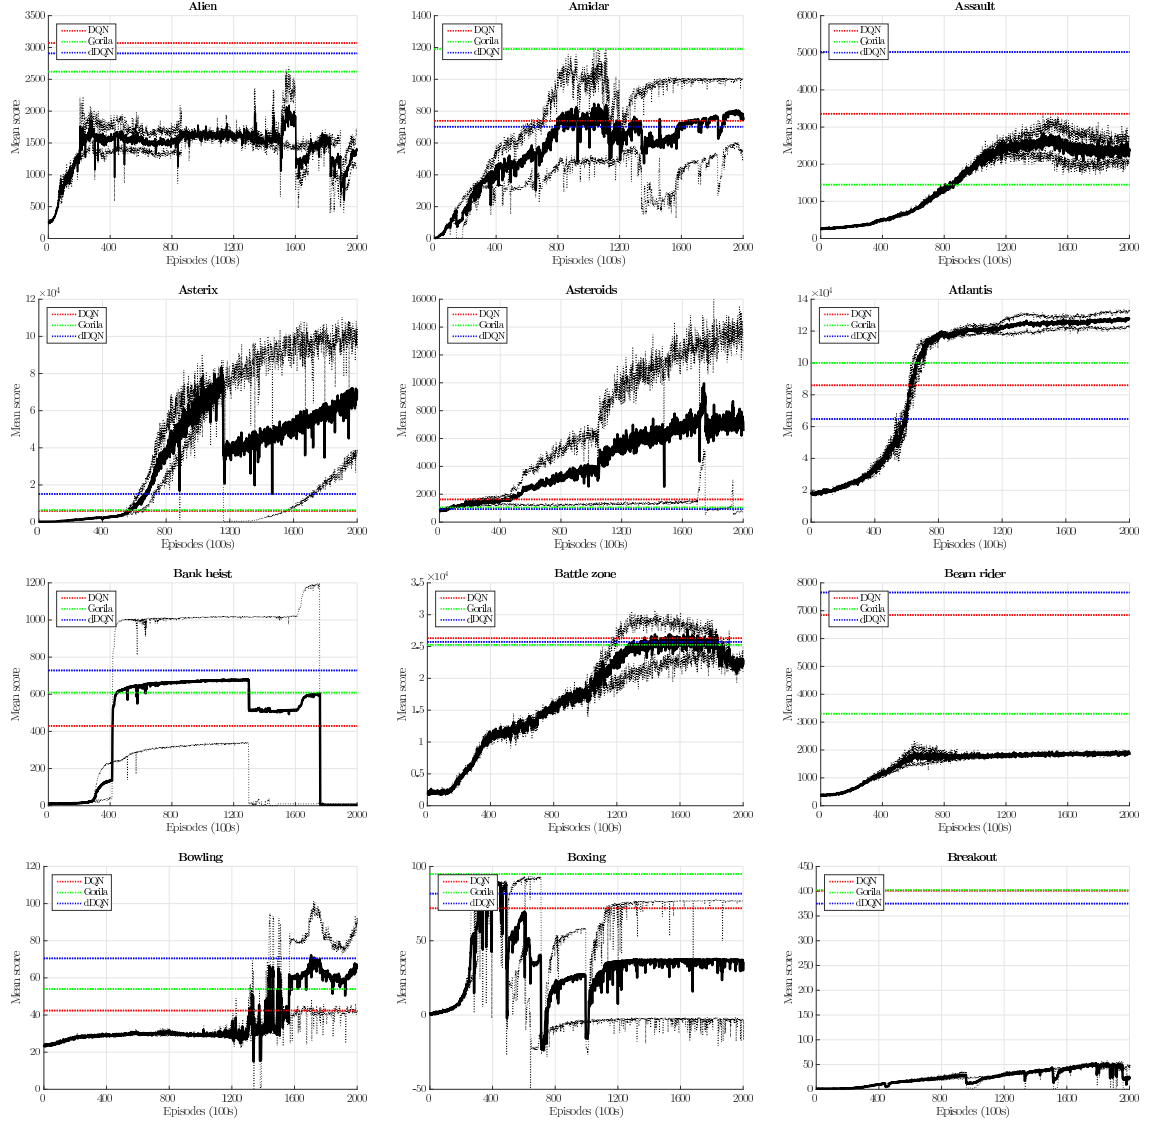 Alien
3500
3000
2500
2000
1500
1000
500
0
0 400 800 1200 1600 2000
Mean score
Episodes (100s)
DQN
Gorila
dDQN
Amidar
1400
1200
1000
800
600
400
200
0
0 400 800 1200 1600 2000
Mean score
Episodes (100s)
DQN
Gorila
dDQN
Assault
6000
5000
4000
3000
2000
1000
0
0 400 800 1200 1600 2000
Mean score
Episodes (100s)
DQN
Gorila
dDQN
Asterix
×10⁴
12
10
8
6
4
2
0
0 400 800 1200 1600 2000
Mean score
Episodes (100s)
DQN
Gorila
dDQN
Asteroids
16000
14000
12000
10000
8000
6000
4000
2000
0
0 400 800 1200 1600 2000
Mean score
Episodes (100s)
DQN
Gorila
dDQN
Atlantis
×10⁴
14
12
10
8
6
4
2
0
0 400 800 1200 1600 2000
Mean score
Episodes (100s)
DQN
Gorila
dDQN
Bank heist
1200
1000
800
600
400
200
0
0 400 800 1200 1600 2000
Mean score
Episodes (100s)
DQN
Gorila
dDQN
Battle zone
×10⁴
3.5
3
2.5
2
1.5
1
0.5
0
0 400 800 1200 1600 2000
Mean score
Episodes (100s)
DQN
Gorila
dDQN
Beam rider
8000
7000
6000
5000
4000
3000
2000
1000
0
0 400 800 1200 1600 2000
Mean score
Episodes (100s)
DQN
Gorila
dDQN
Bowling
120
100
80
60
40
20
0
0 400 800 1200 1600 2000
Mean score
Episodes (100s)
DQN
Gorila
dDQN
Boxing
100
50
0
-50
0 400 800 1200 1600 2000
Mean score
Episodes (100s)
DQN
Gorila
dDQN
Breakout
450
400
350
300
250
200
150
100
50
0
0 400 800 1200 1600 2000
Mean score
Episodes (100s)
DQN
Gorila
dDQN